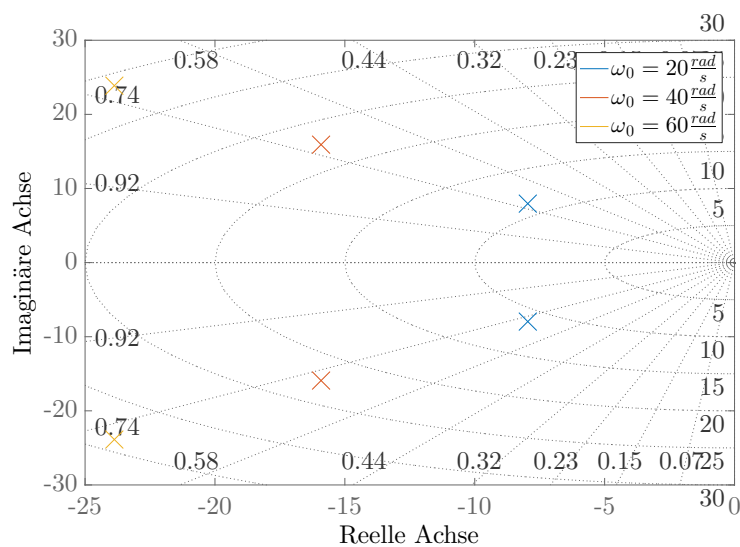 30
30 0.58 0.44 0.32 0.23
ω₀ = 20 rad/s
ω₀ = 40 rad/s
ω₀ = 60 rad/s
0.74
20
0.92 10
10
5
Imaginäre Achse
0
5
0.92 -10
10
15
-20
0.74 20
0.58 0.44 0.32 0.23 0.15 0.07 25
-30 30
-25 -20 -15 -10 -5 0
Reelle Achse